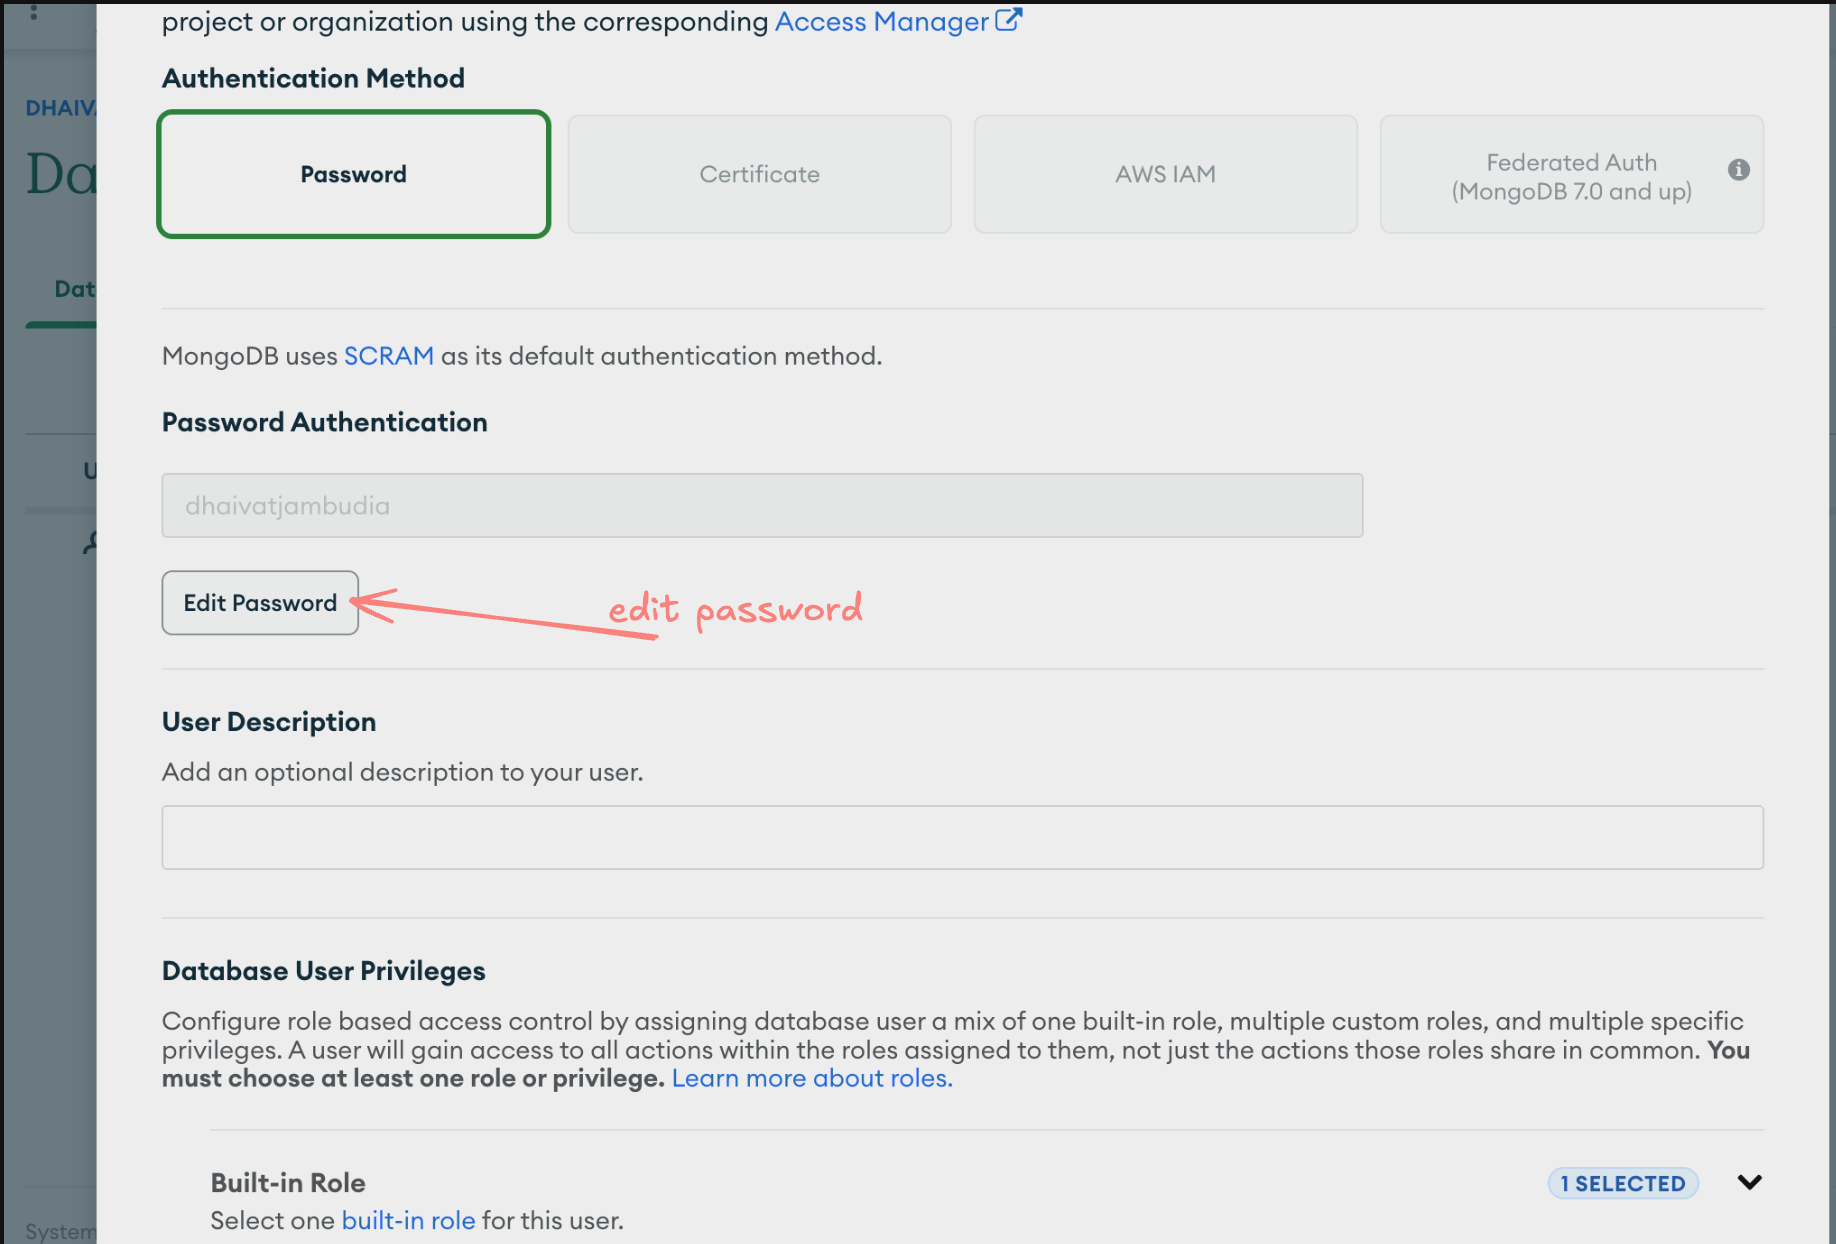 project or organization using the corresponding Access Manager
Authentication Method
DHAIV
Da
Password
Certificate
AWS IAM
Federated Auth
(MongoDB 7.0 and up)
Dat
MongoDB uses SCRAM as its default authentication method.
Password Authentication
U
dhaivatjambudia
Edit Password
edit password
User Description
Add an optional description to your user.
Database User Privileges
Configure role based access control by assigning database user a mix of one built-in role, multiple custom roles, and multiple specific
privileges. A user will gain access to all actions within the roles assigned to them, not just the actions those roles share in common. You
must choose at least one role or privilege. Learn more about roles.
Built-in Role
1 SELECTED
Select one built-in role for this user.
System